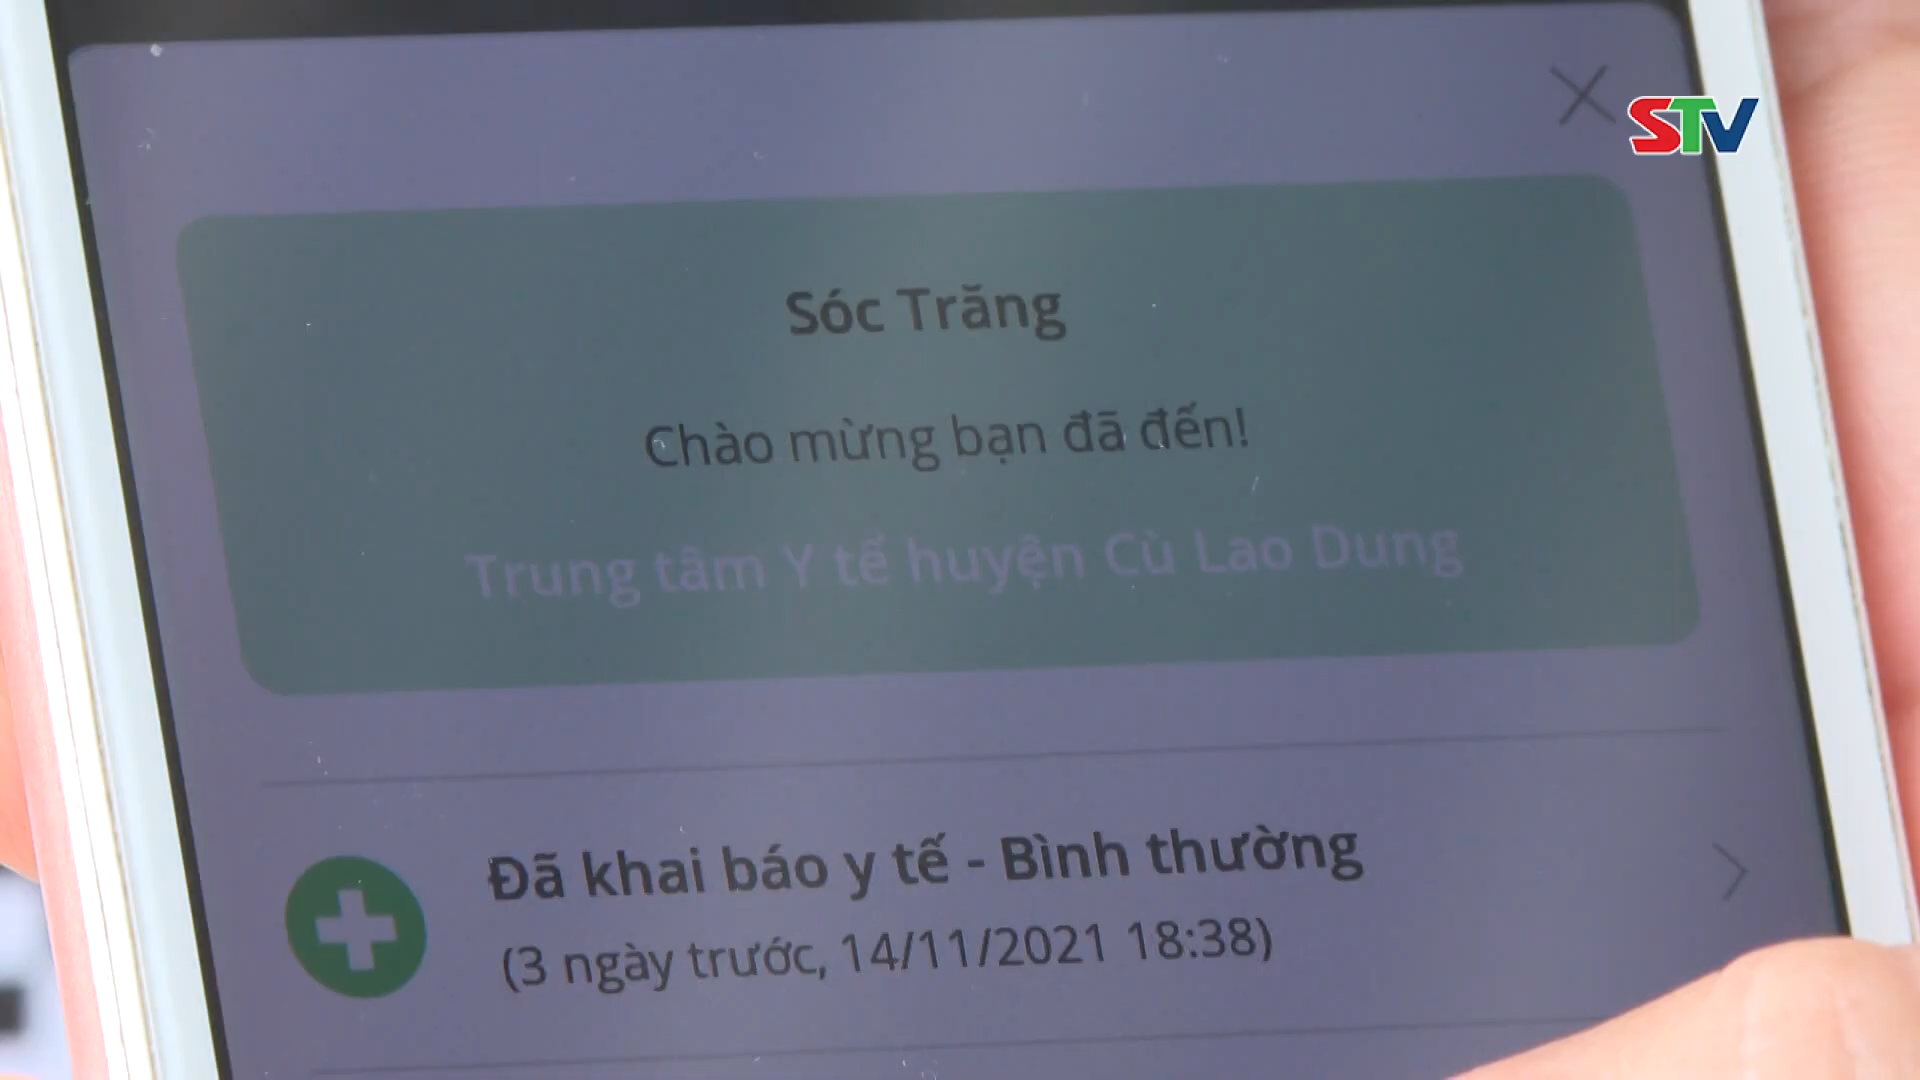 STV
Sóc Trăng
Chào mừng bạn đã đến!
Trung tâm Y tế huyện Cù Lao Dung
Đã khai báo y tế - Bình thường
(3 ngày trước, 14/11/2021 18:38)